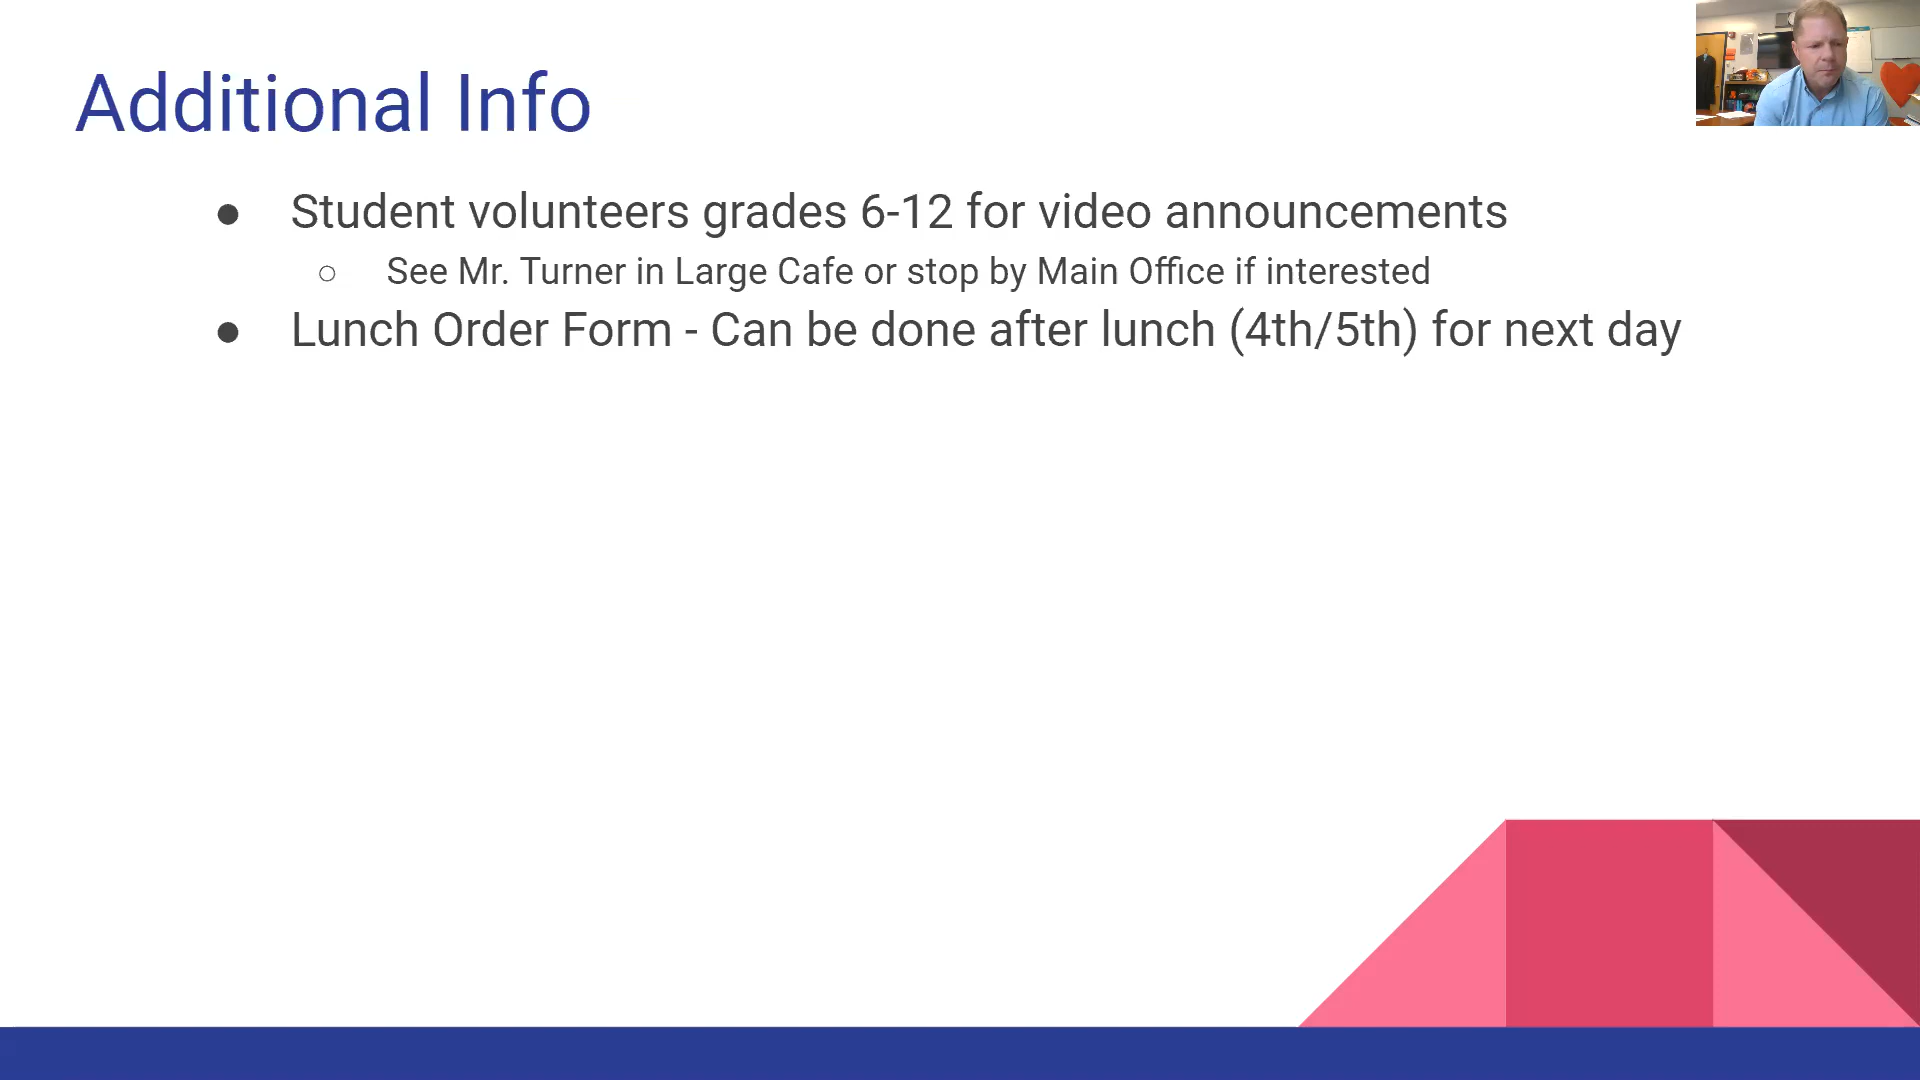 Additional Info
● Student volunteers grades 6-12 for video announcements
○ See Mr. Turner in Large Cafe or stop by Main Office if interested
● Lunch Order Form - Can be done after lunch (4th/5th) for next day